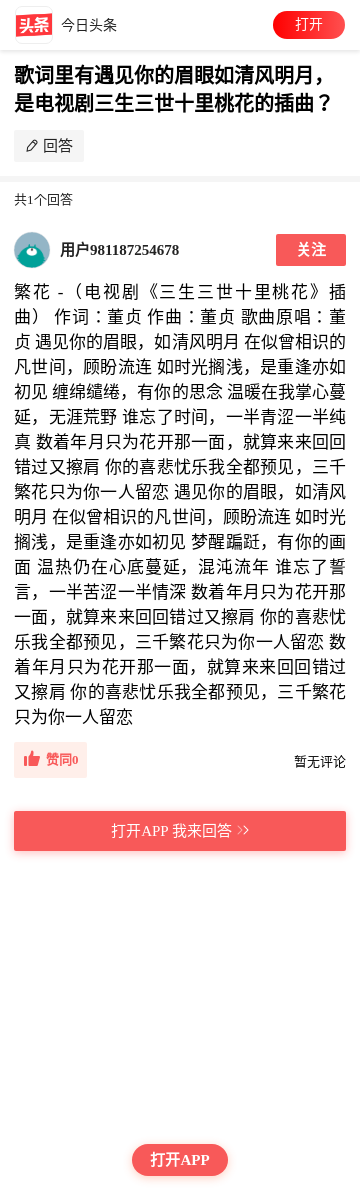 头条 今日头条 打开
歌词里有遇见你的眉眼如清风明月，
是电视剧三生三世十里桃花的插曲？
回答
共1个回答
用户981187254678 关注
繁花 -（电视剧《三生三世十里桃花》插
曲） 作词：董贞 作曲：董贞 歌曲原唱：董
贞 遇见你的眉眼，如清风明月 在似曾相识的
凡世间，顾盼流连 如时光搁浅，是重逢亦如
初见 缠绵缱绻，有你的思念 温暖在我掌心蔓
延，无涯荒野 谁忘了时间，一半青涩一半纯
真 数着年月只为花开那一面，就算来来回回
错过又擦肩 你的喜悲忧乐我全都预见，三千
繁花只为你一人留恋 遇见你的眉眼，如清风
明月 在似曾相识的凡世间，顾盼流连 如时光
搁浅，是重逢亦如初见 梦醒蹁跹，有你的画
面 温热仍在心底蔓延，混沌流年 谁忘了誓
言，一半苦涩一半情深 数着年月只为花开那
一面，就算来来回回错过又擦肩 你的喜悲忧
乐我全都预见，三千繁花只为你一人留恋 数
着年月只为花开那一面，就算来来回回错过
又擦肩 你的喜悲忧乐我全都预见，三千繁花
只为你一人留恋
赞同0 暂无评论
打开APP 我来回答
打开APP